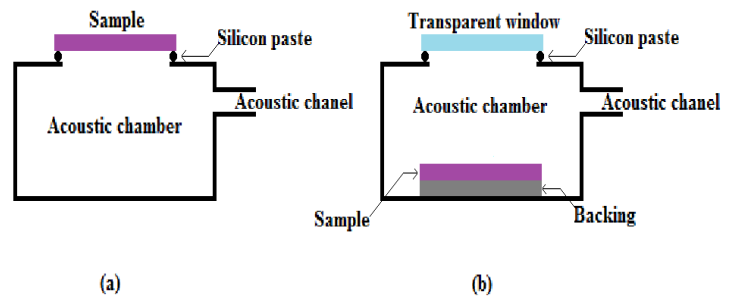 Sample
Silicon paste
Acoustic chanel
Acoustic chamber
(a)
Transparent window
Silicon paste
Acoustic chamber
Acoustic chanel
Sample
Backing
(b)